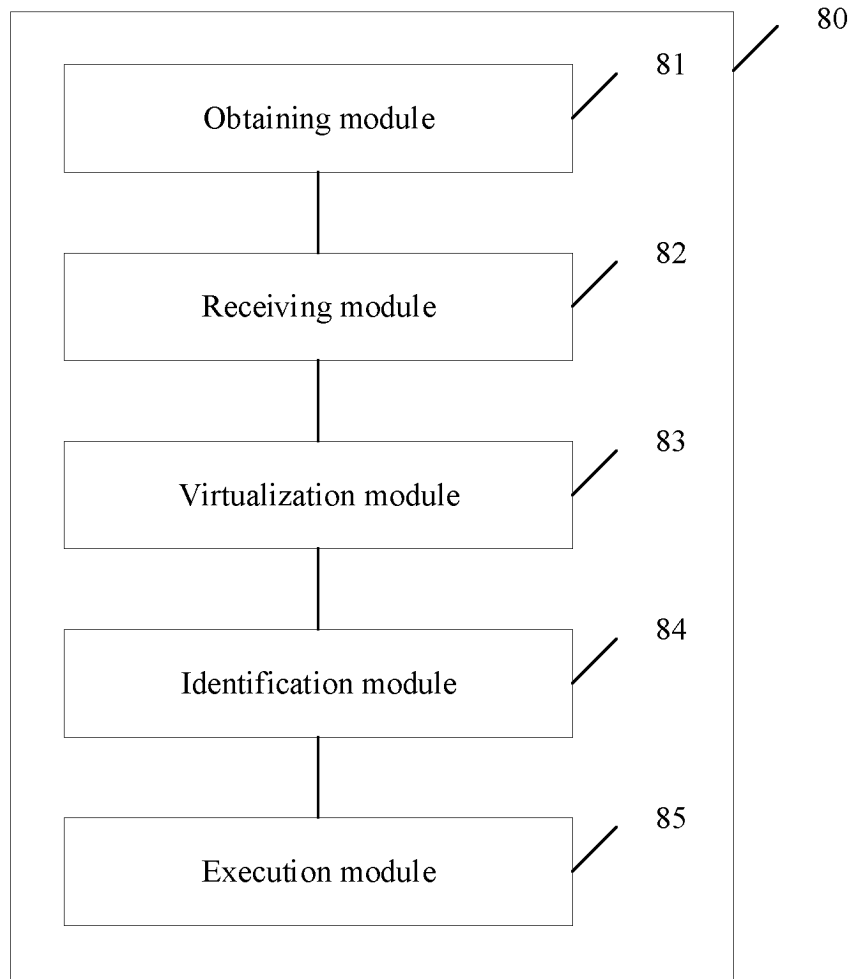 80
81
Obtaining module
82
Receiving module
83
Virtualization module
84
Identification module
85
Execution module